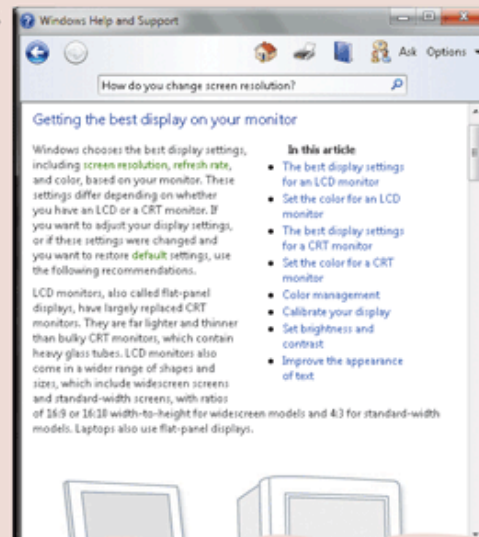 Windows Help and Support
Ask Options
How do you change screen resolution?
Getting the best display on your monitor
Windows chooses the best display settings,
including screen resolution, refresh rate,
and color, based on your monitor. These
settings differ depending on whether
you have an LCD or a CRT monitor. If
you want to adjust your display settings,
or if these settings were changed and
you want to restore default settings, use
the following recommendations.
LCD monitors, also called flat-panel
displays, have largely replaced CRT
monitors. They are far lighter and thinner
than bulky CRT monitors, which contain
heavy glass tubes. LCD monitors also
come in a wider range of shapes and
sizes, which include widescreen screens
and standard-width screens, with ratios
of 16:9 or 16:10 width-to-height for widescreen models and 4:3 for standard-width
models. Laptops also use flat-panel displays.
In this article
The best display settings
for an LCD monitor
Set the color for an LCD
monitor
The best display settings
for a CRT monitor
Set the color for a CRT
monitor
Color management
Calibrate your display
Set brightness and
contrast
Improve the appearance
of text